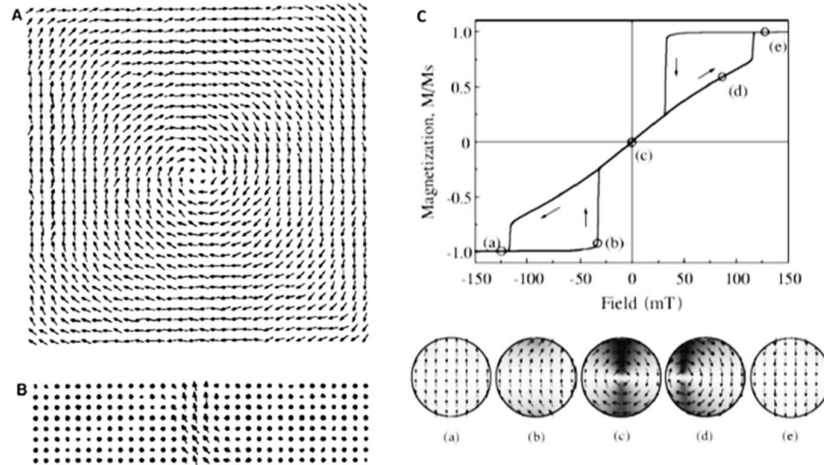 A
B
C
Magnetization, M/Ms
1.0
0.5
0
-0.5
-1.0
(e)
(d)
(c)
(a)
(b)
-150
-100
-50
0
50
100
150
Field (mT)
(a)
(b)
(c)
(d)
(e)